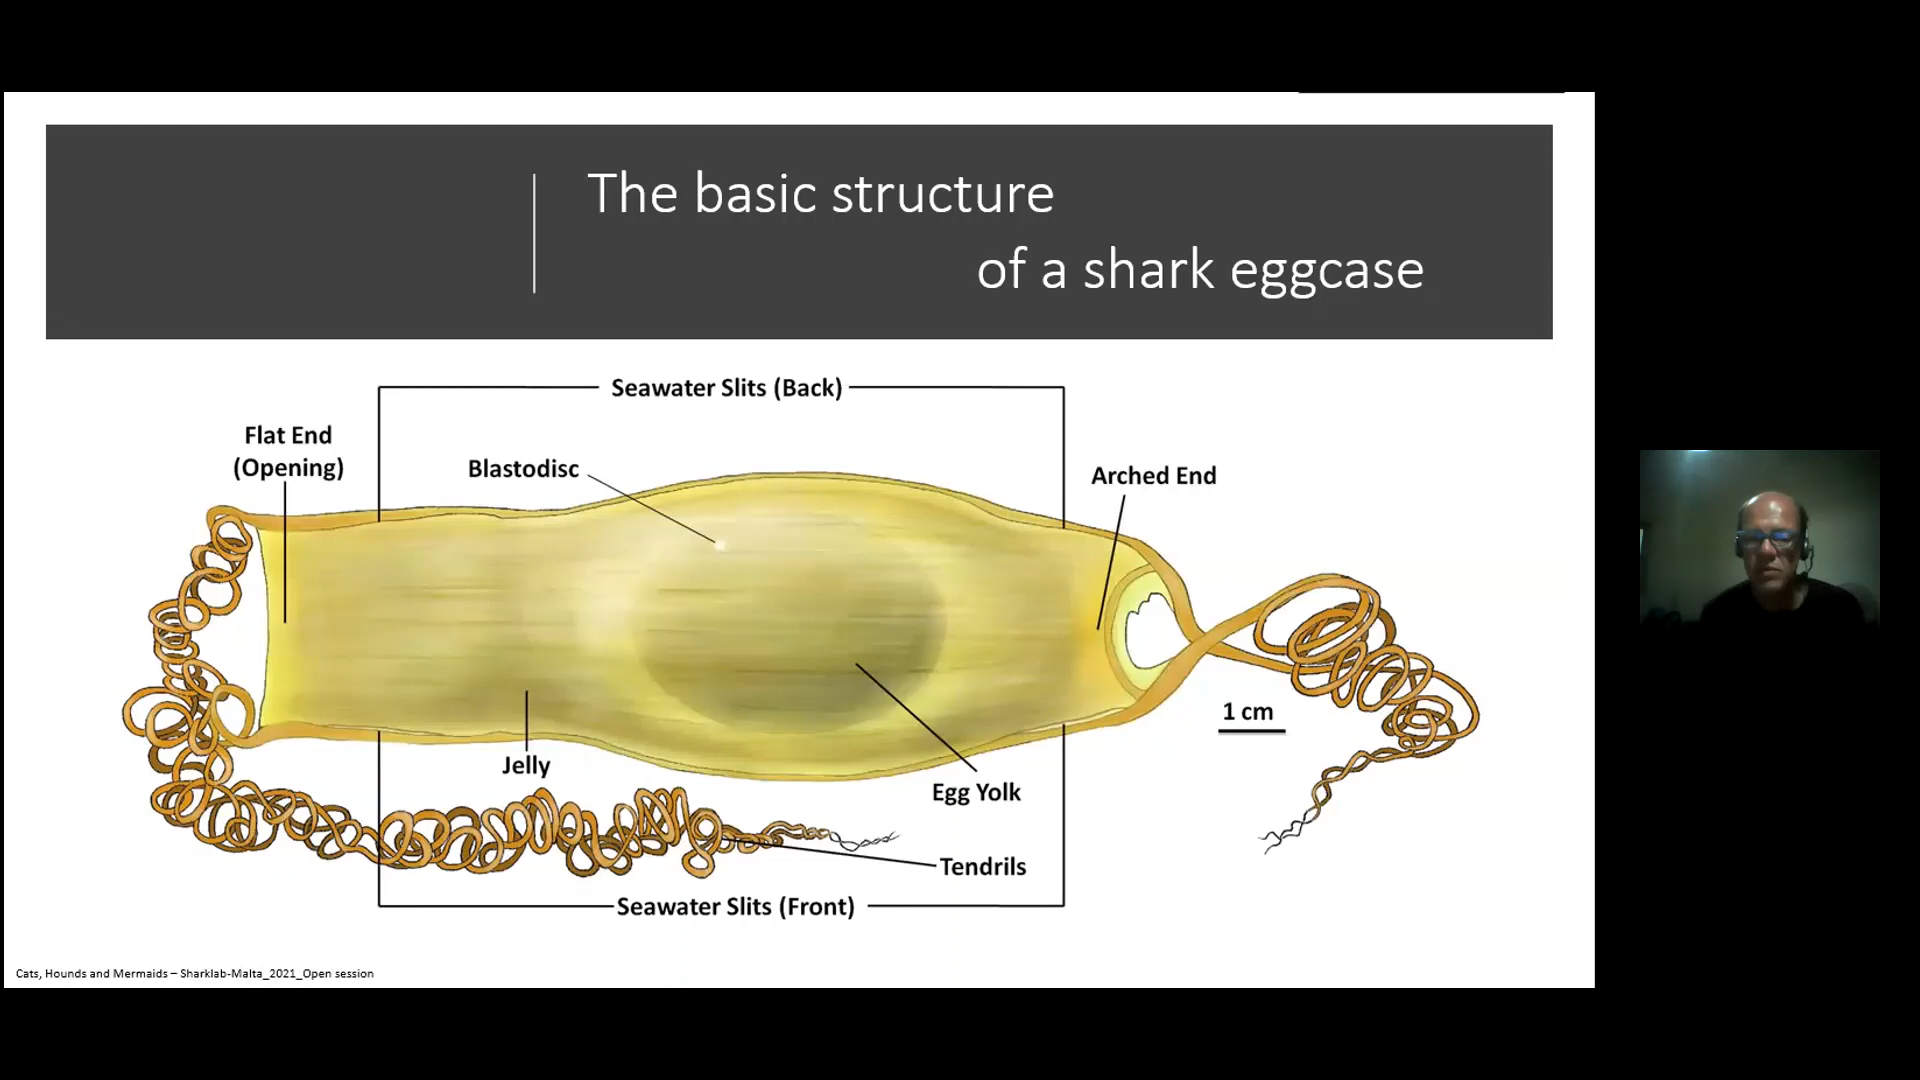 The basic structure
of a shark eggcase
Seawater Slits (Back)
Flat End
(Opening)
Blastodisc
Arched End
1 cm
Jelly
Egg Yolk
Tendrils
Seawater Slits (Front)
Cats, Hounds and Mermaids – Sharklab-Malta_2021_Open session